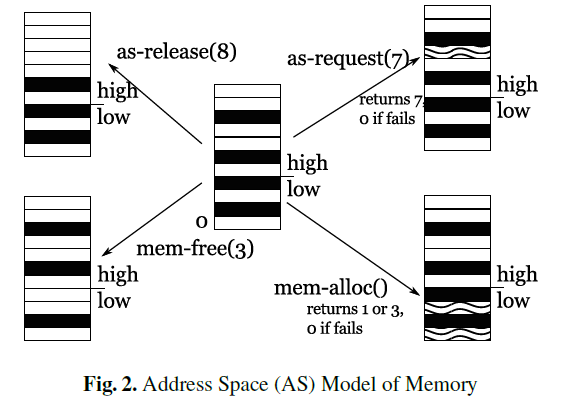 as-release(8)
as-request(7)
high
low
returns 7,
0 if fails
high
low
high
low
0
mem-free(3)
high
low
mem-alloc()
returns 1 or 3,
0 if fails
high
low
Fig. 2. Address Space (AS) Model of Memory